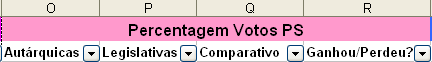 O P Q R
Percentagem Votos PS
Autárquicas Legislativas Comparativo Ganhou/Perdeu?